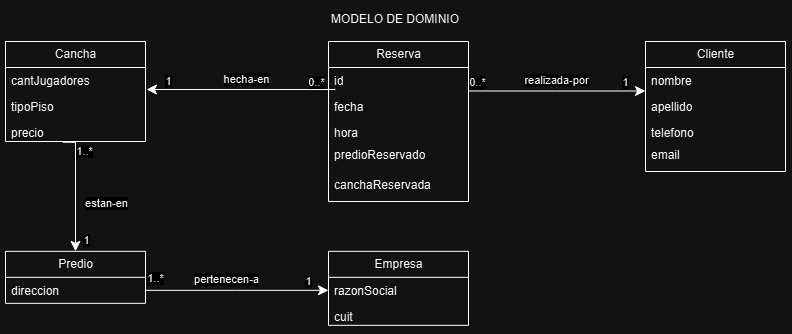 MODELO DE DOMINIO
Cancha
cantJugadores
tipoPiso
precio
1
hecha-en
0..*
Reserva
id
fecha
hora
predioReservado
canchaReservada
0..*
realizada-por
1
Cliente
nombre
apellido
telefono
email
1..*
estan-en
1
Predio
direccion
1..*
pertenecen-a
1
Empresa
razonSocial
cuit